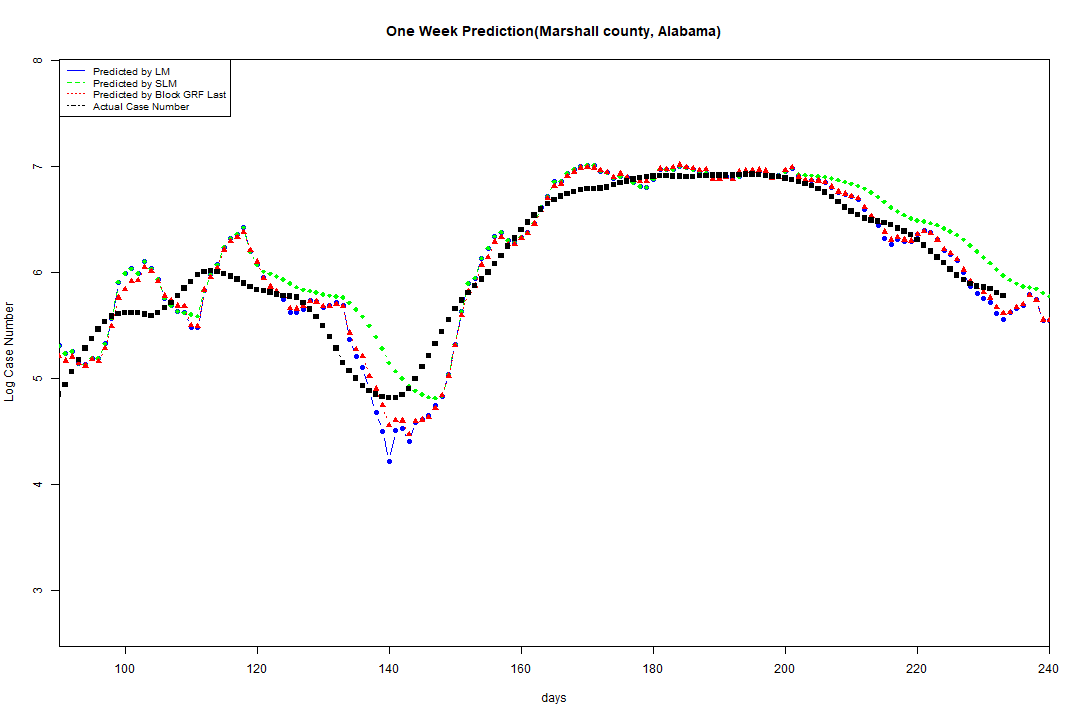 One Week Prediction(Marshall county, Alabama)
Predicted by LM
Predicted by SLM
Predicted by Block GRF Last
Actual Case Number
8
7
6
5
4
3
Log Case Number
100 120 140 160 180 200 220 240
days